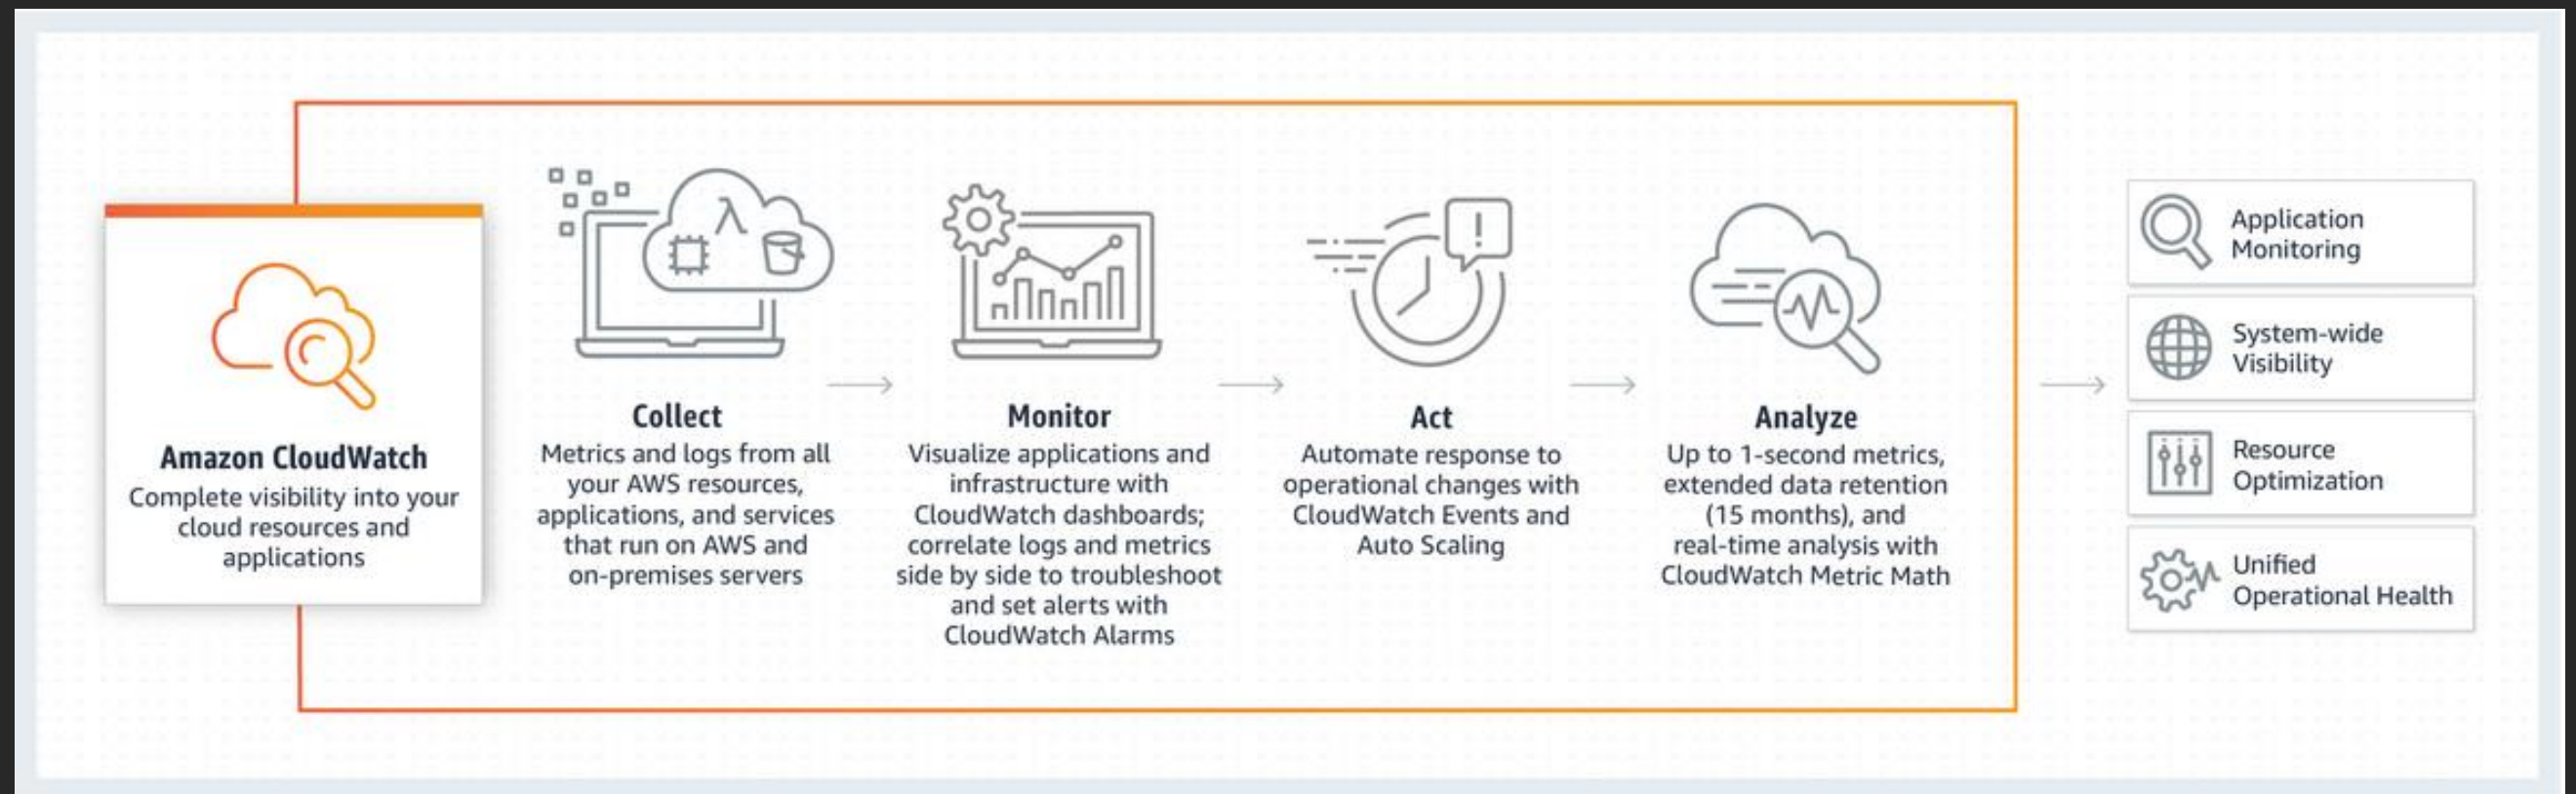 Amazon CloudWatch
Complete visibility into your
cloud resources and
applications
Collect
Metrics and logs from all
your AWS resources,
applications, and services
that run on AWS and
on-premises servers
Monitor
Visualize applications and
infrastructure with
CloudWatch dashboards;
correlate logs and metrics
side by side to troubleshoot
and set alerts with
CloudWatch Alarms
Act
Automate response to
operational changes with
CloudWatch Events and
Auto Scaling
Analyze
Up to 1-second metrics,
extended data retention
(15 months), and
real-time analysis with
CloudWatch Metric Math
Application
Monitoring
System-wide
Visibility
Resource
Optimization
Unified
Operational Health